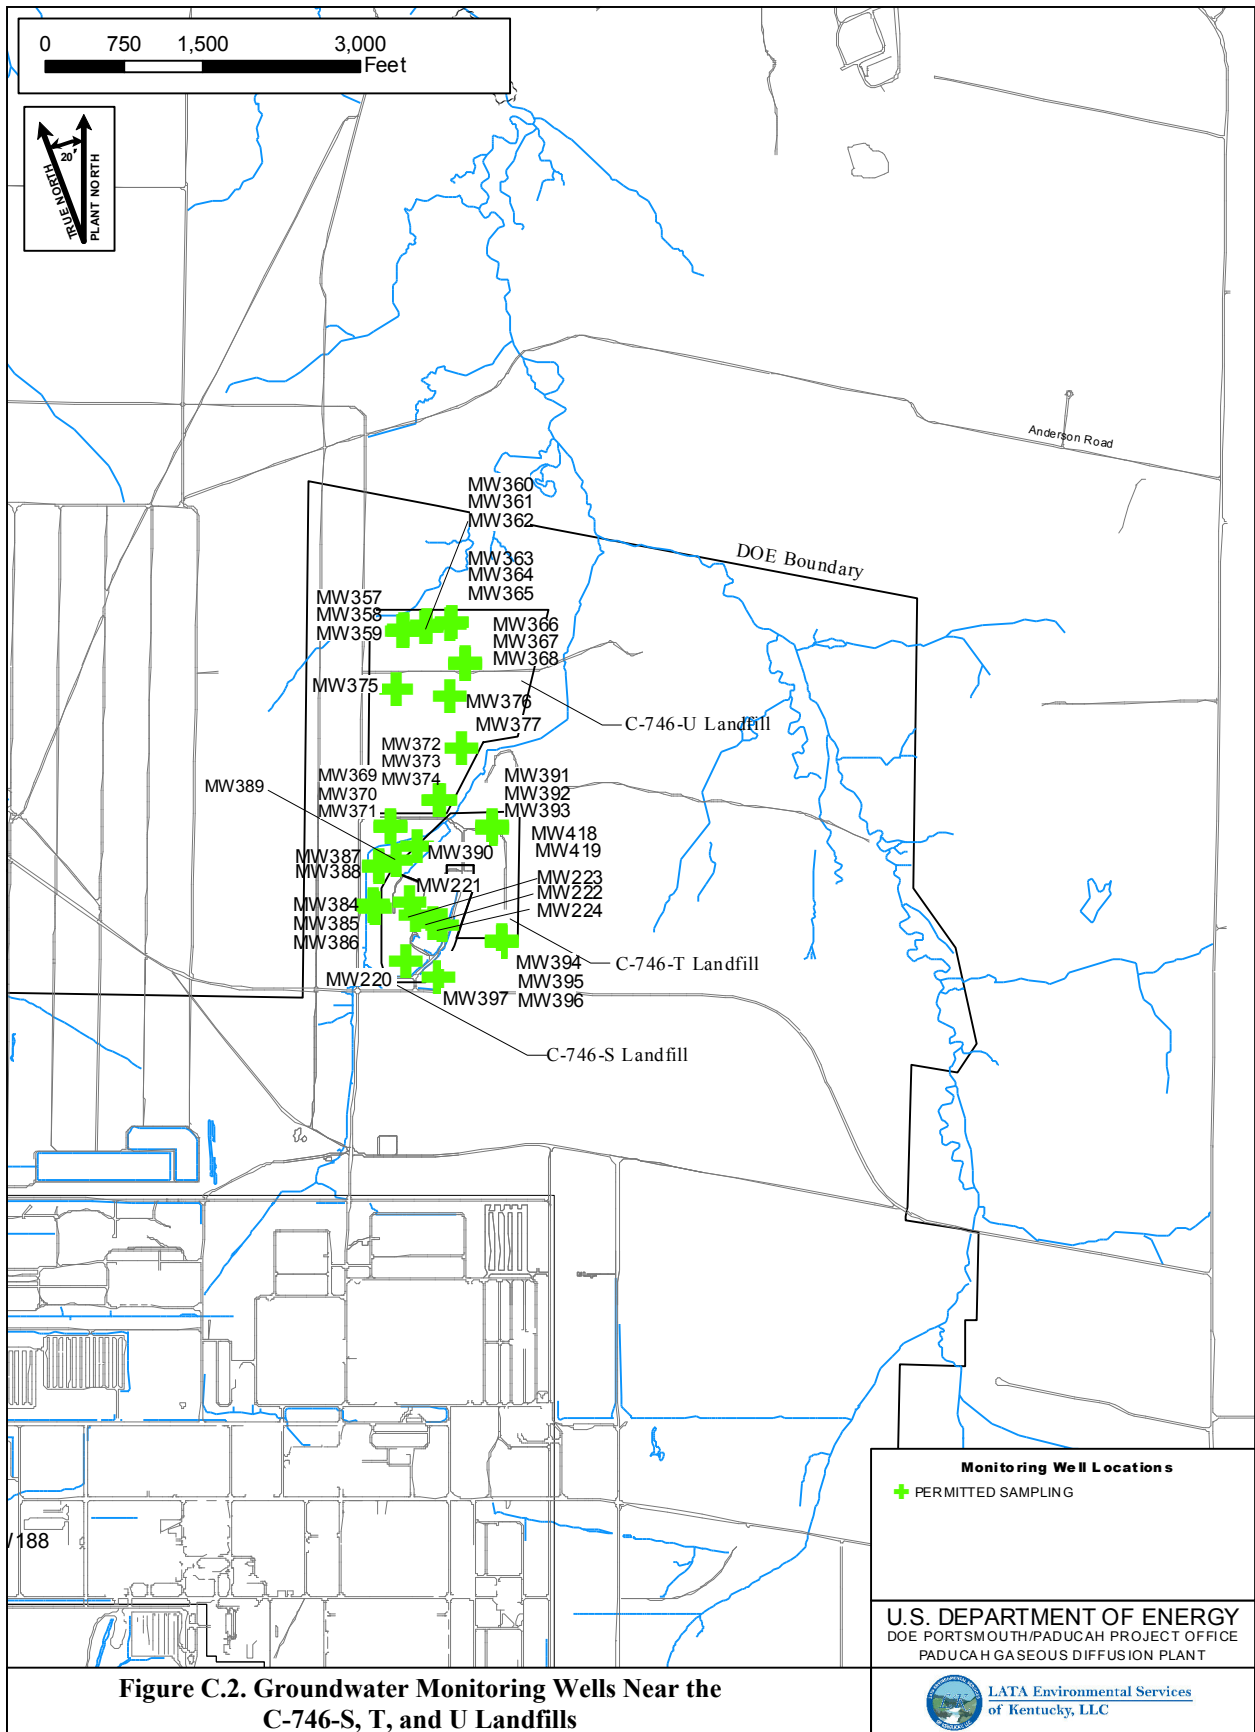 0 750 1,500 3,000
Feet
20°
TRUE NORTH
PLANT NORTH
Anderson Road
MW360
MW361
MW362
DOE Boundary
MW363
MW364
MW365
MW357
MW358
MW359
MW366
MW367
MW368
MW375
MW376
MW377
C-746-U Landfill
MW372
MW373
MW374
MW369
MW370
MW371
MW389
MW391
MW392
MW393
MW418
MW419
MW387
MW388
MW390
MW221
MW223
MW222
MW224
MW384
MW385
MW386
MW220
MW394
MW395
MW396
MW397
C-746-T Landfill
C-746-S Landfill
/188
Monitoring Well Locations
PERMITTED SAMPLING
U.S. DEPARTMENT OF ENERGY
DOE PORTSMOUTH/PADUCAH PROJECT OFFICE
PADUCAH GASEOUS DIFFUSION PLANT
LATA Environmental Services
of Kentucky, LLC
Figure C.2. Groundwater Monitoring Wells Near the
C-746-S, T, and U Landfills